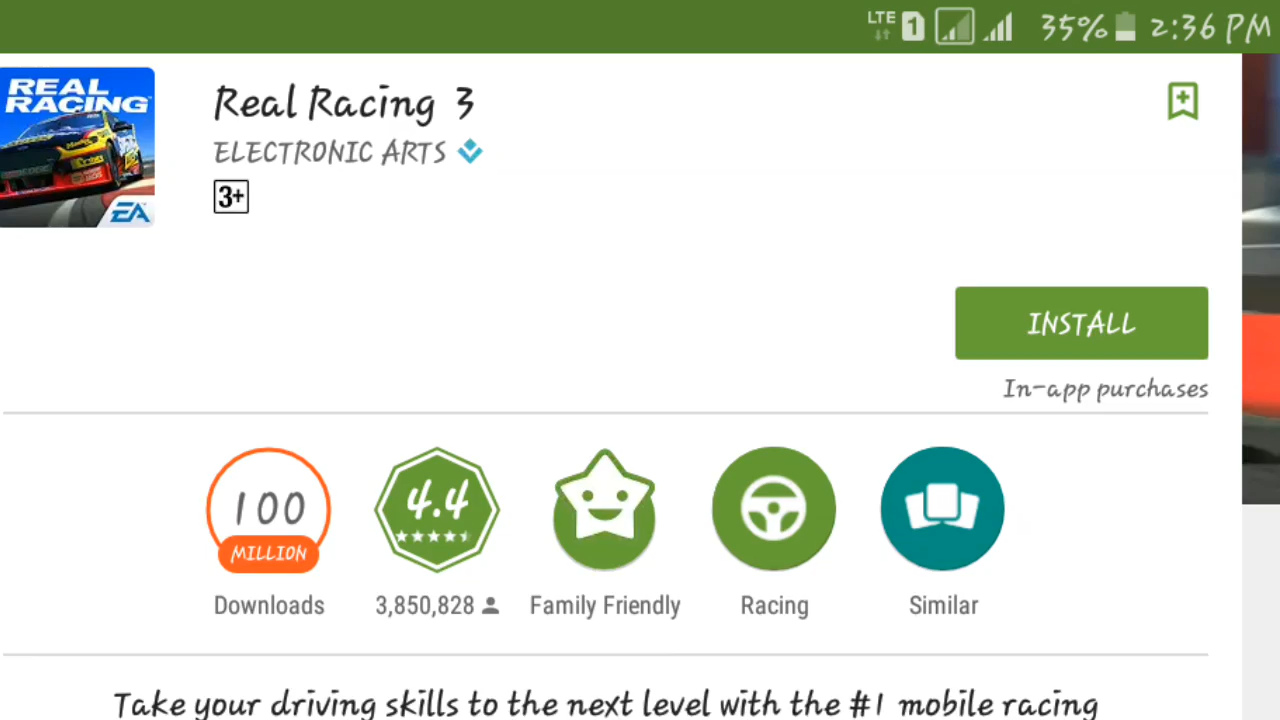 LTE 1 35% 2:36 PM
REAL
RACING
EA
Real Racing 3
ELECTRONIC ARTS
3+
INSTALL
In-app purchases
100
MILLION
Downloads
4.4
3,850,828
Family Friendly
Racing
Similar
Take your driving skills to the next level with the #1 mobile racing